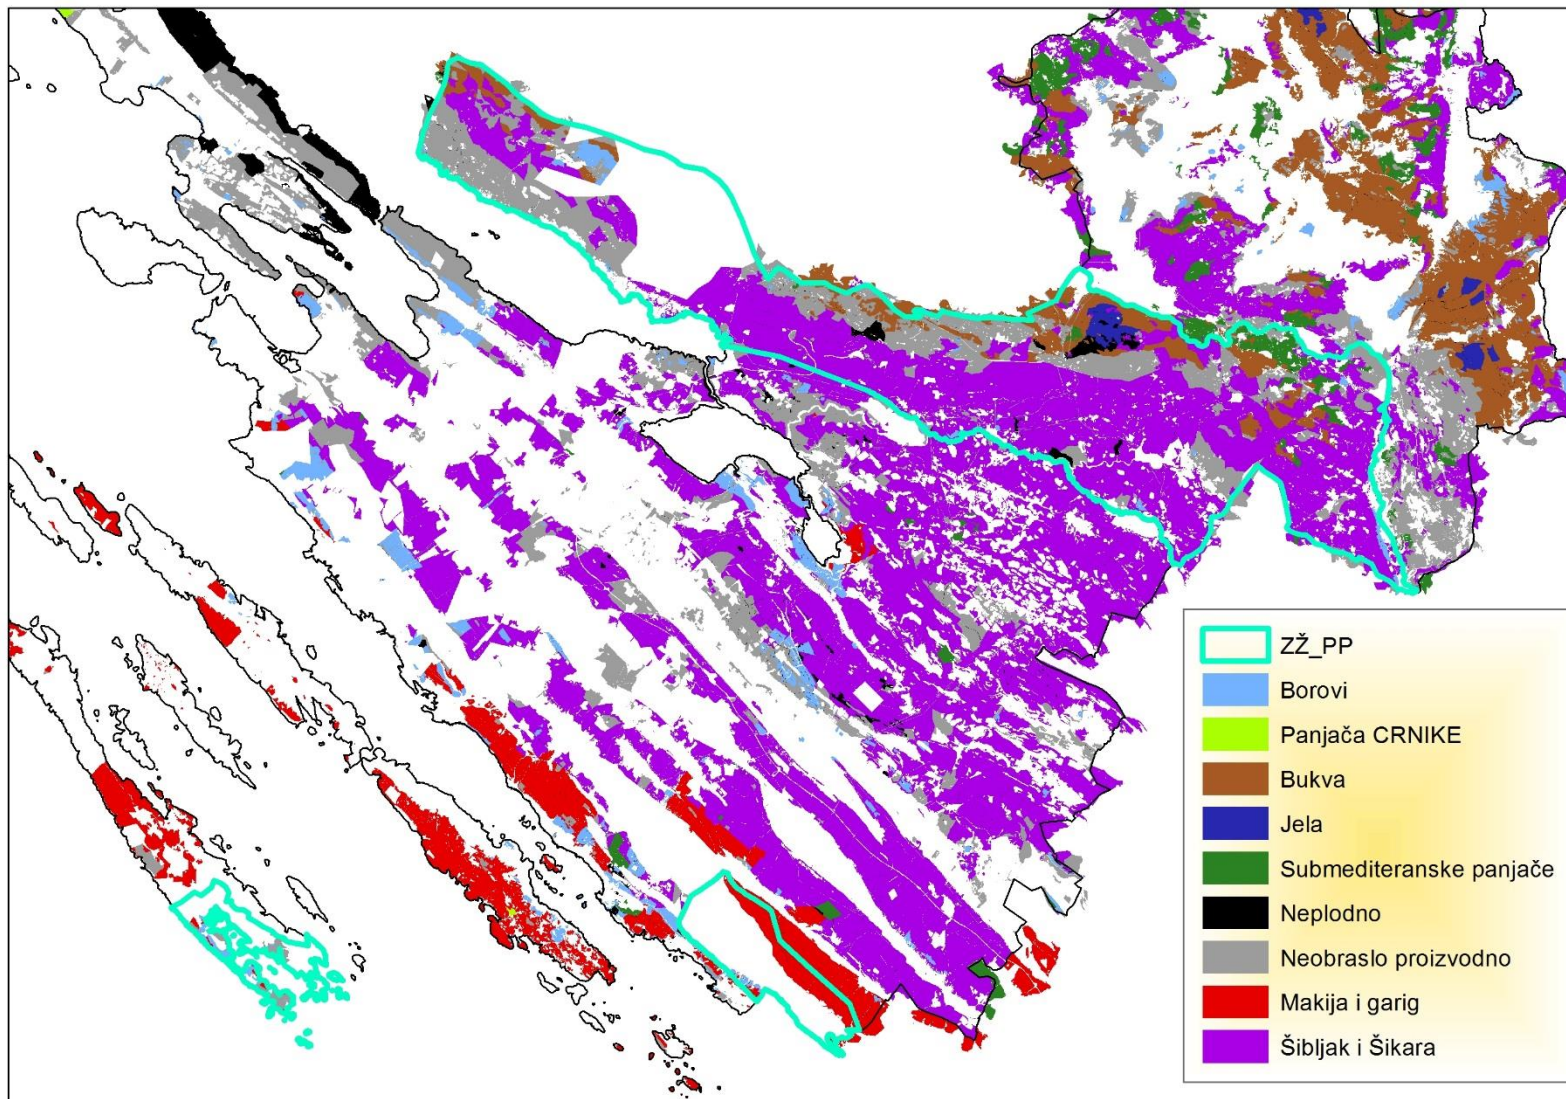 ZŽ_PP
Borovi
Panjača CRNIKE
Bukva
Jela
Submediteranske panjače
Neplodno
Neobraslo proizvodno
Makija i garig
Šibljak i Šikara